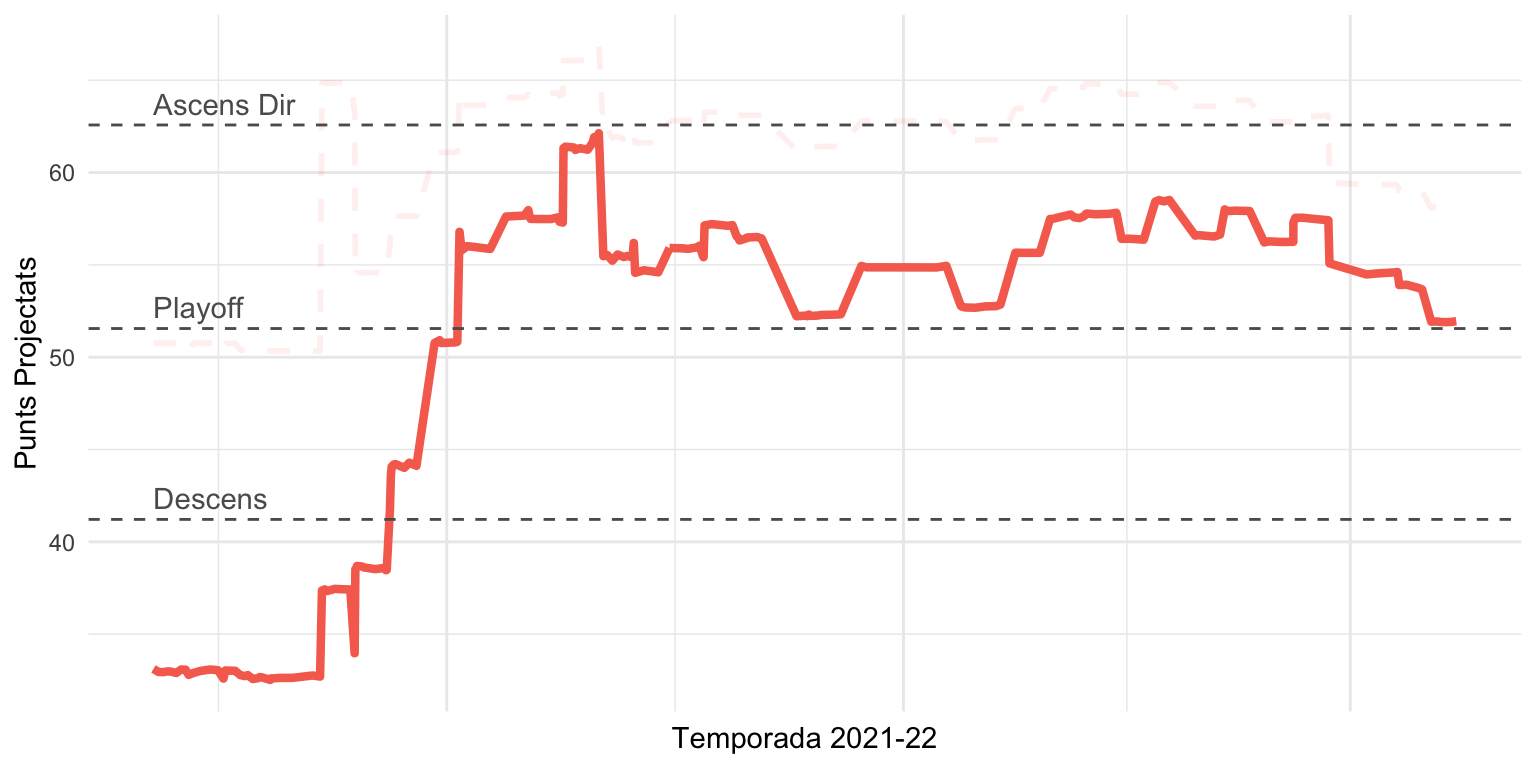 Ascens Dir
60
Playoff
50
Descens
40
Punts Projectats
Temporada 2021-22